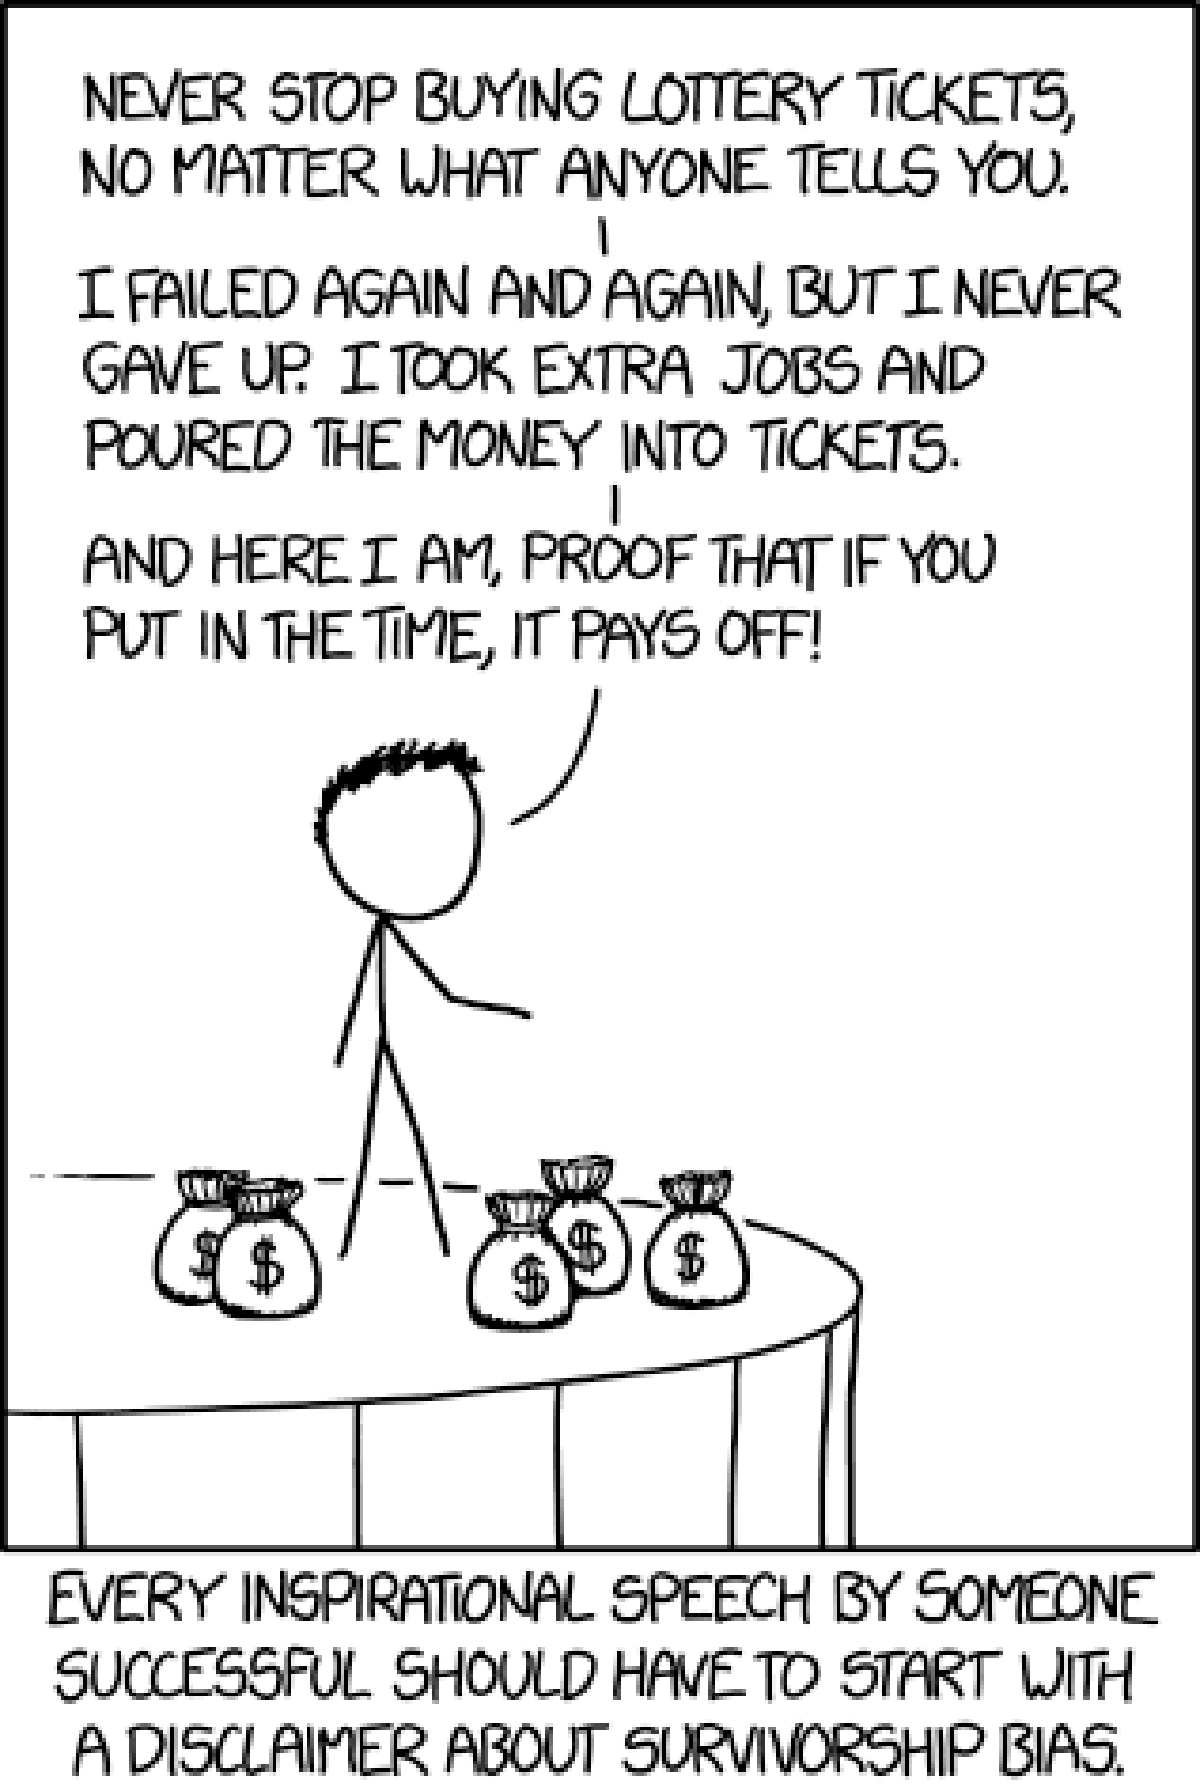 NEVER STOP BUYING LOTTERY TICKETS,
NO MATTER WHAT ANYONE TELLS YOU.
I FAILED AGAIN AND AGAIN, BUT I NEVER
GAVE UP. I TOOK EXTRA JOBS AND
POURED THE MONEY INTO TICKETS.
AND HERE I AM, PROOF THAT IF YOU
PUT IN THE TIME, IT PAYS OFF!
$ $ $ $ $
EVERY INSPIRATIONAL SPEECH BY SOMEONE
SUCCESSFUL SHOULD HAVE TO START WITH
A DISCLAIMER ABOUT SURVIVORSHIP BIAS.